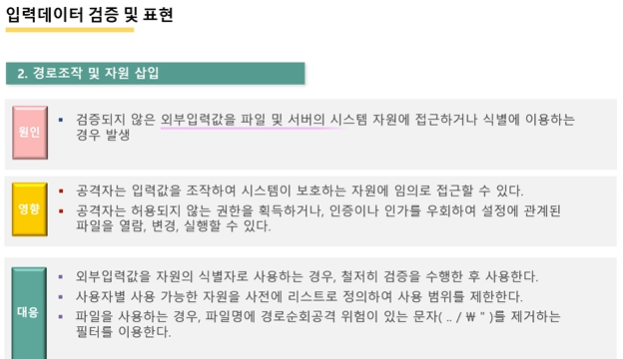 입력데이터 검증 및 표현
2. 경로조작 및 자원 삽입
원인
▪ 검증되지 않은 외부입력값을 파일 및 서버의 시스템 자원에 접근하거나 식별에 이용하는
경우 발생
영향
▪ 공격자는 입력값을 조작하여 시스템이 보호하는 자원에 임의로 접근할 수 있다.
▪ 공격자는 허용되지 않는 권한을 획득하거나, 인증이나 인가를 우회하여 설정에 관계된
파일을 열람, 변경, 실행할 수 있다.
대응
▪ 외부입력값을 자원의 식별자로 사용하는 경우, 철저히 검증을 수행한 후 사용한다.
▪ 사용자별 사용 가능한 자원을 사전에 리스트로 정의하여 사용 범위를 제한한다.
▪ 파일을 사용하는 경우, 파일명에 경로순회공격 위험이 있는 문자( .. / ₩ " )를 제거하는
필터를 이용한다.